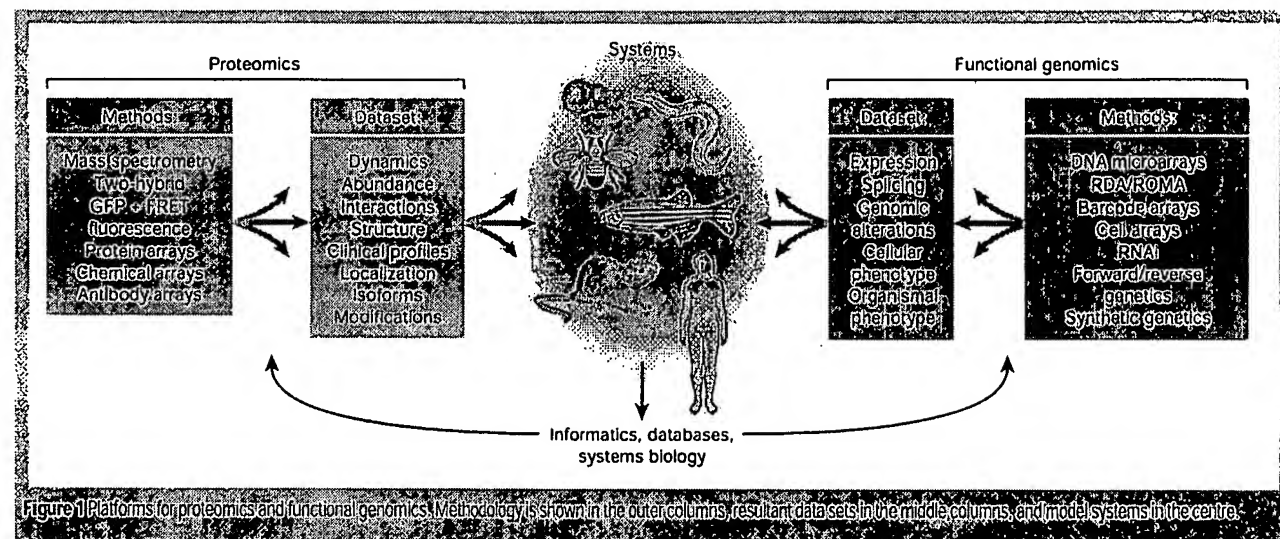 Systems
Proteomics
Functional genomics
Methods:
Mass spectrometry
Two-hybrid
GFP + FRET
fluorescence
Protein arrays
Chemical arrays
Antibody arrays
Dataset:
Dynamics
Abundance
Interactions
Structure
Clinical profiles
Localization
Isoforms
Modifications
Dataset:
Expression
Splicing
Genomic
alterations
Cellular
phenotype
Organismal
phenotype
Methods:
DNA microarrays
RDA/ROMA
Barcode arrays
Cell arrays
RNAi
Forward/reverse
genetics
Synthetic genetics
Informatics, databases,
systems biology
Figure 1 Platforms for proteomics and functional genomics. Methodology is shown in the outer columns, resultant data sets in the middle columns, and model systems in the centre.